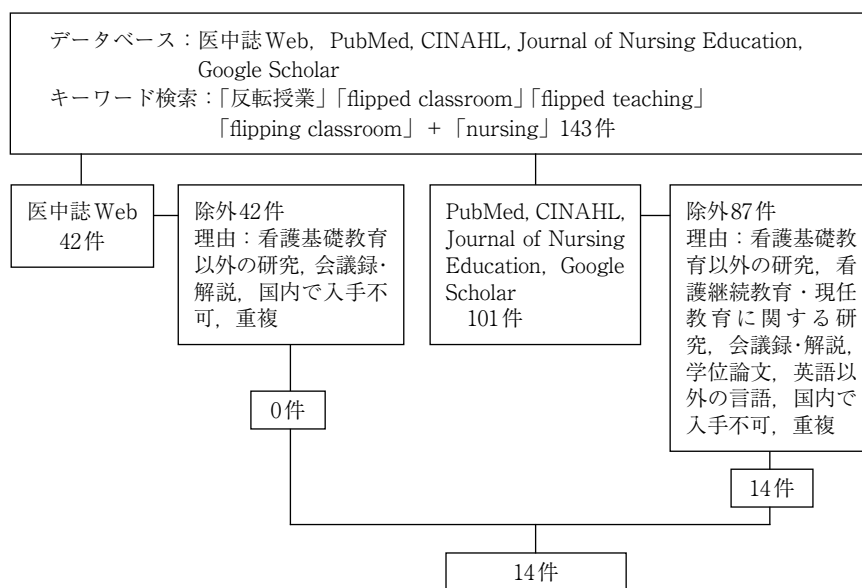 データベース：医中誌Web，PubMed, CINAHL, Journal of Nursing Education,
Google Scholar
キーワード検索：「反転授業」「flipped classroom」「flipped teaching」
「flipping classroom」+「nursing」143件
医中誌Web
42件
除外42件
理由：看護基礎教育
以外の研究，会議録・
解説，国内で入手不
可，重複
0件
PubMed, CINAHL,
Journal of Nursing
Education, Google
Scholar
101件
除外87件
理由：看護基礎教
育以外の研究，看
護継続教育・現任
教育に関する研
究，会議録・解説，
学位論文，英語以
外の言語，国内で
入手不可，重複
14件
14件